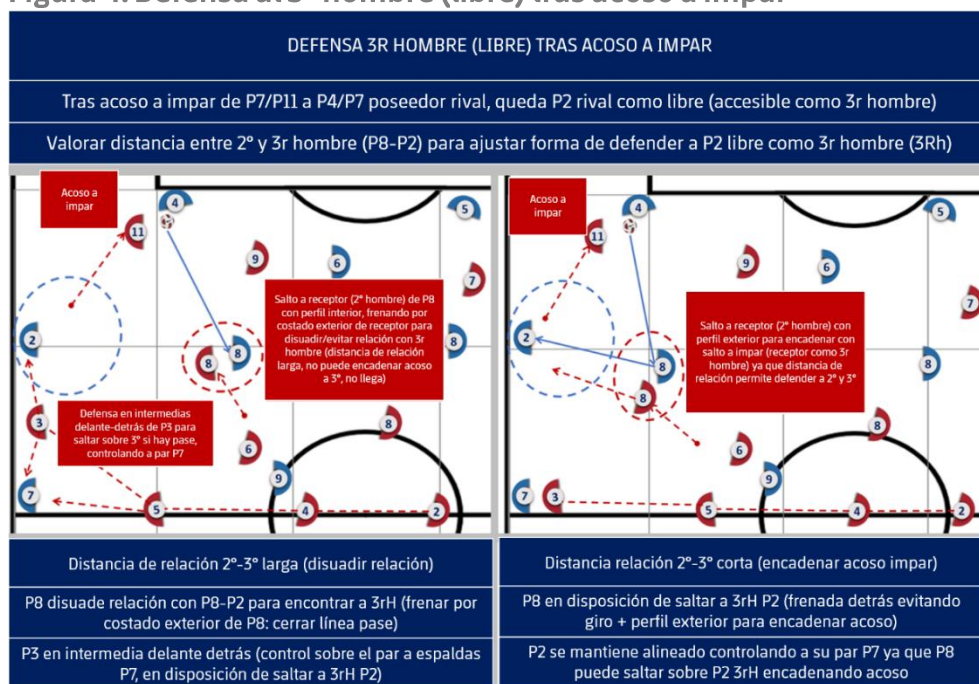 DEFENSA 3R HOMBRE (LIBRE) TRAS ACOSO A IMPAR
Tras acoso a impar de P7/P11 a P4/P7 poseedor rival, queda P2 rival como libre (accesible como 3r hombre)
Valorar distancia entre 2º y 3r hombre (P8-P2) para ajustar forma de defender a P2 libre como 3r hombre (3Rh)
Acoso a
impar
4
5
11
9
6
7
2
8
8
8
3
6
8
9
7
5
4
2
Salto a receptor (2º hombre) de P8
con perfil interior, frenando por
costado exterior de receptor para
disuadir/evitar relación con 3r
hombre (distancia de relación
larga, no puede encadenar acoso
a 3º, no llega)
Defensa en intermedias
delante-detrás de P3 para
saltar sobre 3º si hay pase,
controlando a par P7
Acoso a
impar
4
5
11
9
6
7
2
8
8
8
8
6
9
7
3
5
4
2
Salto a receptor (2º hombre) con
perfil exterior para encadenar con
salto a impar (receptor como 3r
hombre) ya que distancia de
relación permite defender a 2º y 3º
Distancia de relación 2º-3º larga (disuadir relación)
P8 disuade relación con P8-P2 para encontrar a 3rH (frenar por
costado exterior de P8: cerrar línea pase)
P3 en intermedia delante detrás (control sobre el par a espaldas
P7, en disposición de saltar a 3rH P2)
Distancia relación 2º-3º corta (encadenar acoso impar)
P8 en disposición de saltar a 3rH P2 (frenada detrás evitando
giro + perfil exterior para encadenar acoso)
P2 se mantiene alineado controlando a su par P7 ya que P8
puede saltar sobre P2 3RH encadenando acoso